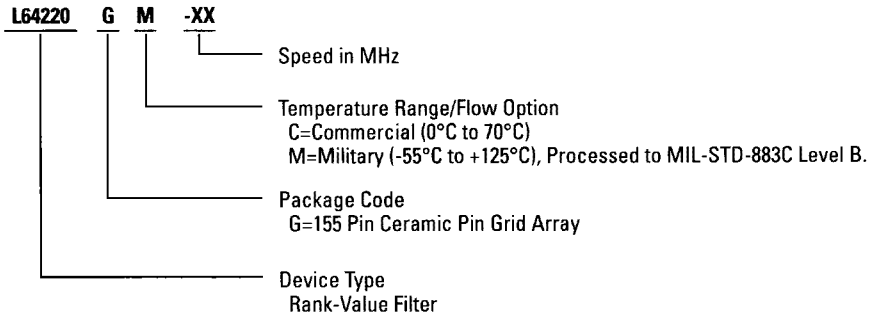 L64220 G M -XX
Speed in MHz
Temperature Range/Flow Option
C=Commercial (0°C to 70°C)
M=Military (-55°C to +125°C), Processed to MIL-STD-883C Level B.
Package Code
G=155 Pin Ceramic Pin Grid Array
Device Type
Rank-Value Filter